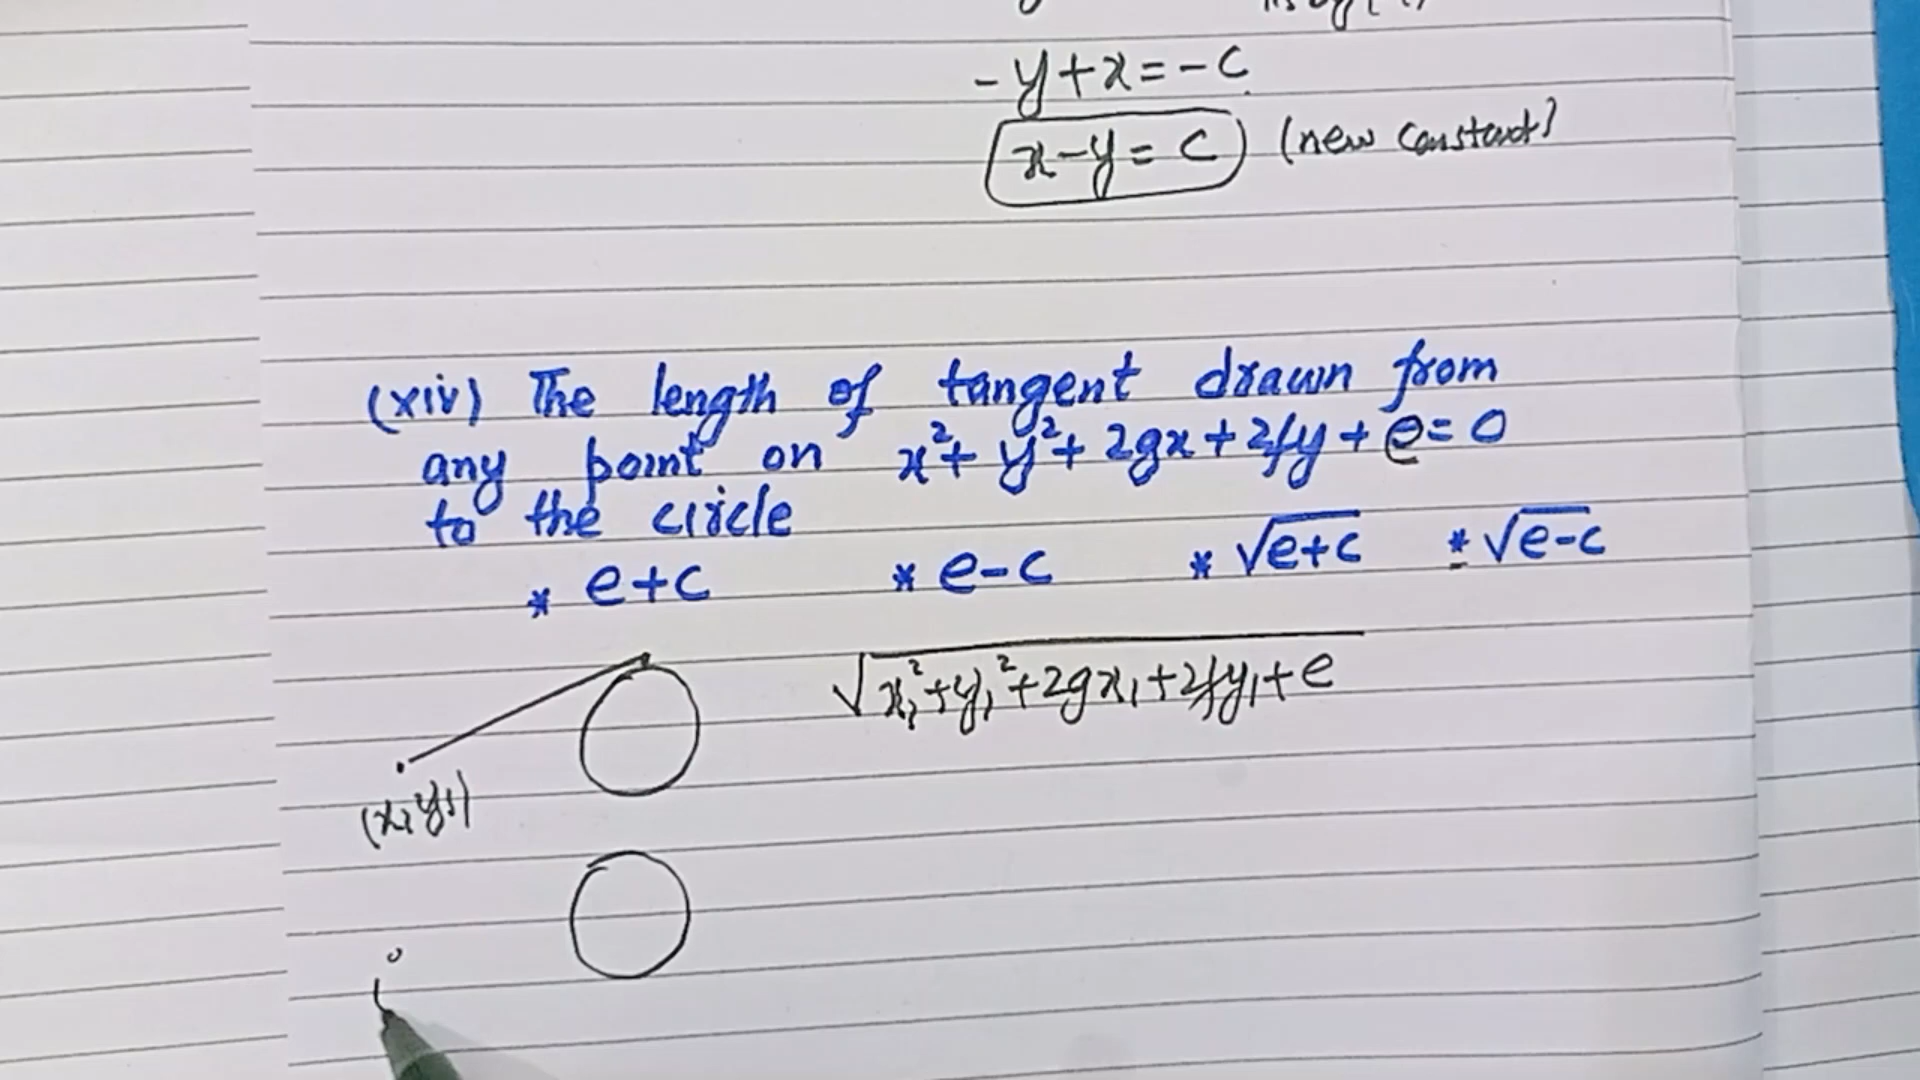 -y+x=-c
x-y=c (new constant)
(xiv) The length of tangent drawn from
any point on x²+y²+2gx+2fy+e=0
to the circle
* e+c * e-c * √e+c * √e-c
√x₁²+y₁²+2gx₁+2fy₁+e
(x₁,y₁)